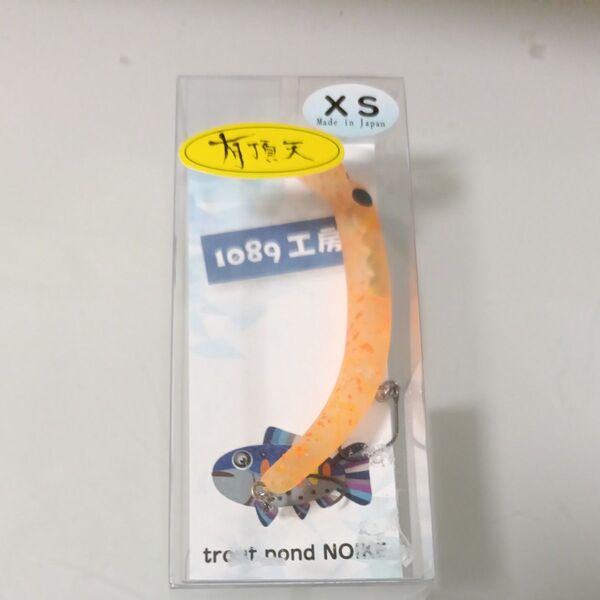 XS
Made in Japan
有頂天
1089工房
trout pond NOIKE